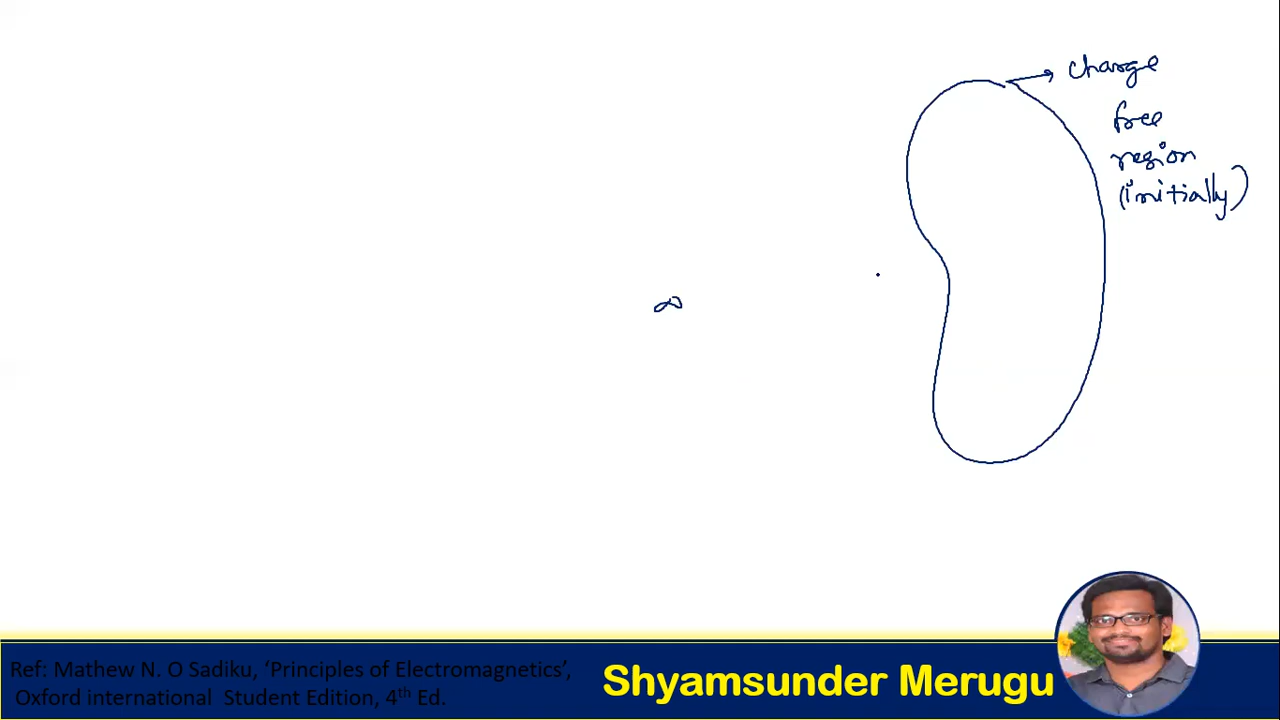 charge
free
region
(initially)
∞
Ref: Mathew N. O Sadiku, ‘Principles of Electromagnetics’,
Oxford international Student Edition, 4th Ed.
Shyamsunder Merugu